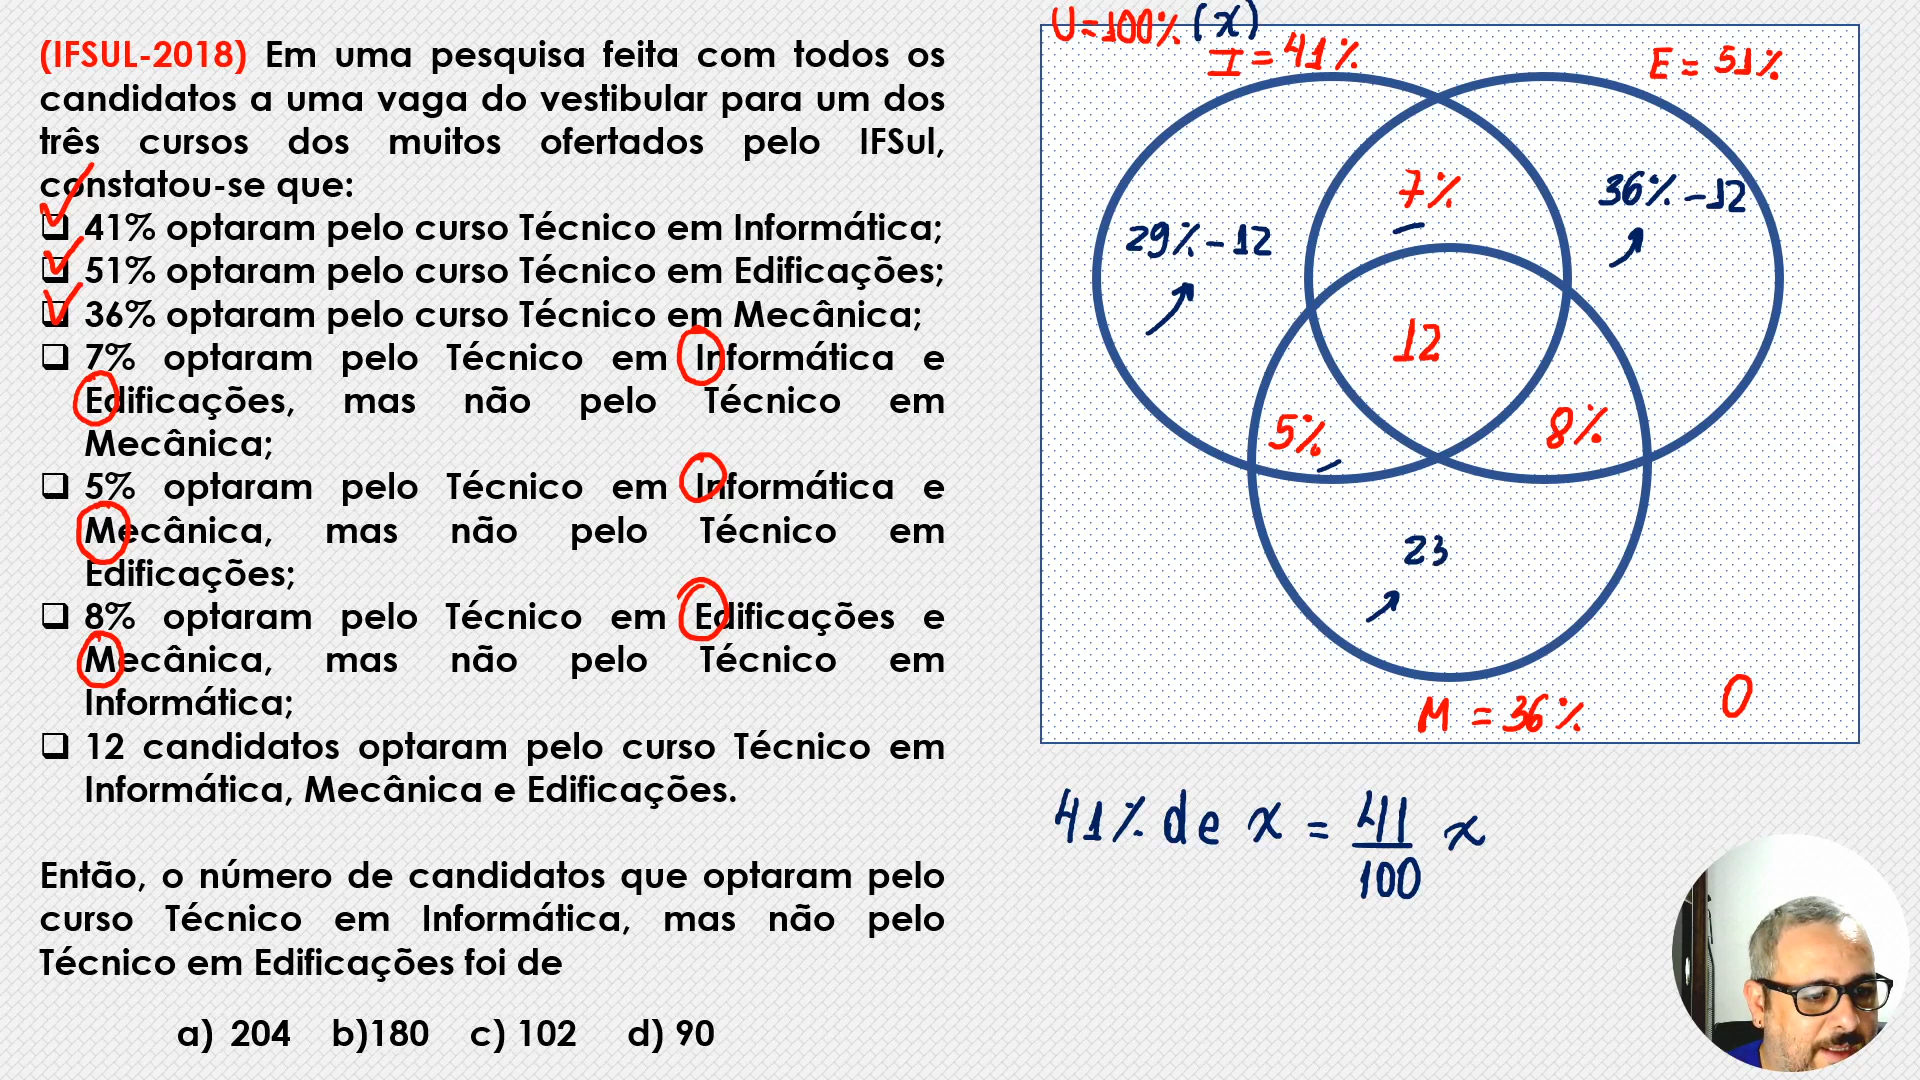 (IFSUL-2018) Em uma pesquisa feita com todos os
candidatos a uma vaga do vestibular para um dos
três cursos dos muitos ofertados pelo IFSul,
constatou-se que:
41% optaram pelo curso Técnico em Informática;
51% optaram pelo curso Técnico em Edificações;
36% optaram pelo curso Técnico em Mecânica;
7% optaram pelo Técnico em Informática e
Edificações, mas não pelo Técnico em
Mecânica;
5% optaram pelo Técnico em Informática e
Mecânica, mas não pelo Técnico em
Edificações;
8% optaram pelo Técnico em Edificações e
Mecânica, mas não pelo Técnico em
Informática;
12 candidatos optaram pelo curso Técnico em
Informática, Mecânica e Edificações.
Então, o número de candidatos que optaram pelo
curso Técnico em Informática, mas não pelo
Técnico em Edificações foi de
a) 204 b)180 c) 102 d) 90
U=100% (x)
I = 41%
E = 51%
7%
36% -12
29% - 12
12
5%
8%
23
M = 36%
0
41% de x = 41/100 x